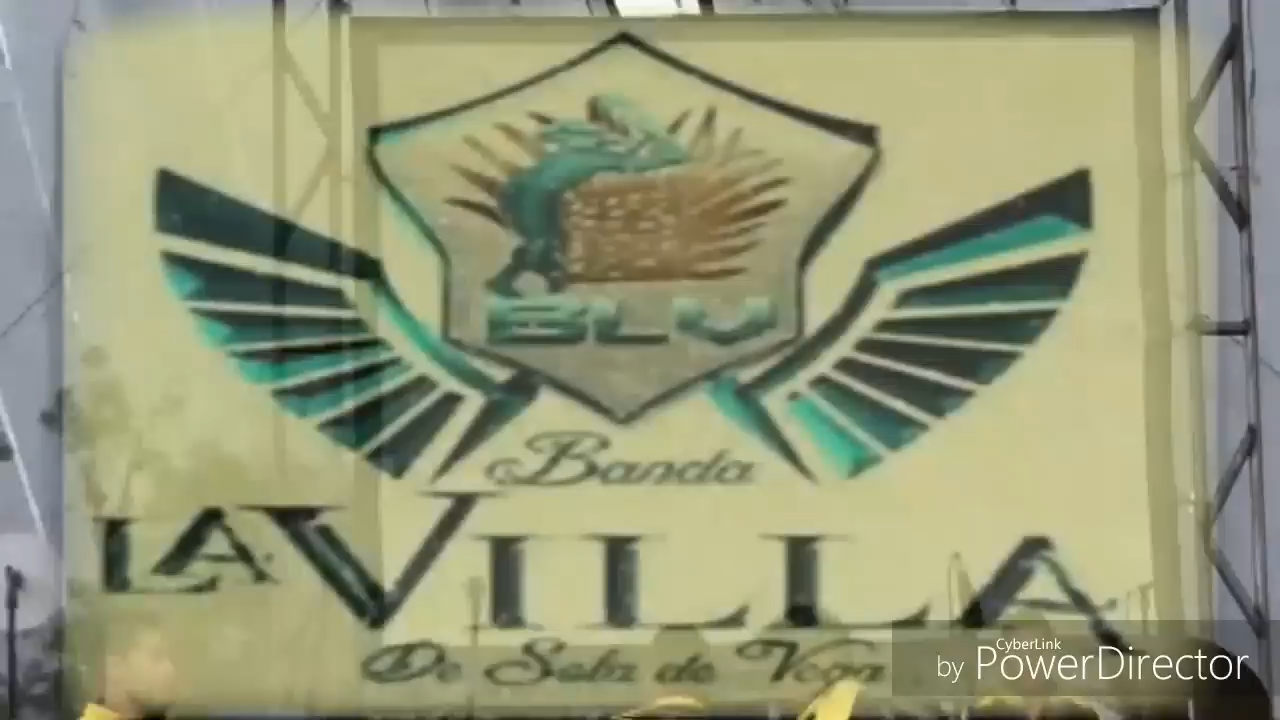 BLV
Banda
LA VILLA
De Sola de Vega
CyberLink
by PowerDirector